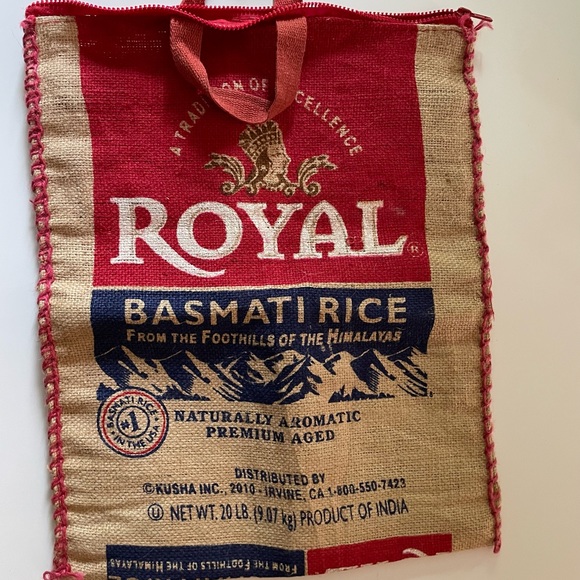 A TRADITION OF EXCELLENCE
ROYAL®
BASMATI RICE
FROM THE FOOTHILLS OF THE HIMALAYAS
BASMATI RICE
#1
IN THE USA
NATURALLY AROMATIC
PREMIUM AGED
DISTRIBUTED BY
©KUSHA INC., 2010 - IRVINE, CA 1-800-550-7423
Ⓤ NET WT. 20 LB. (9.07 kg) PRODUCT OF INDIA
FROM THE FOOTHILLS OF THE HIMALAYAS